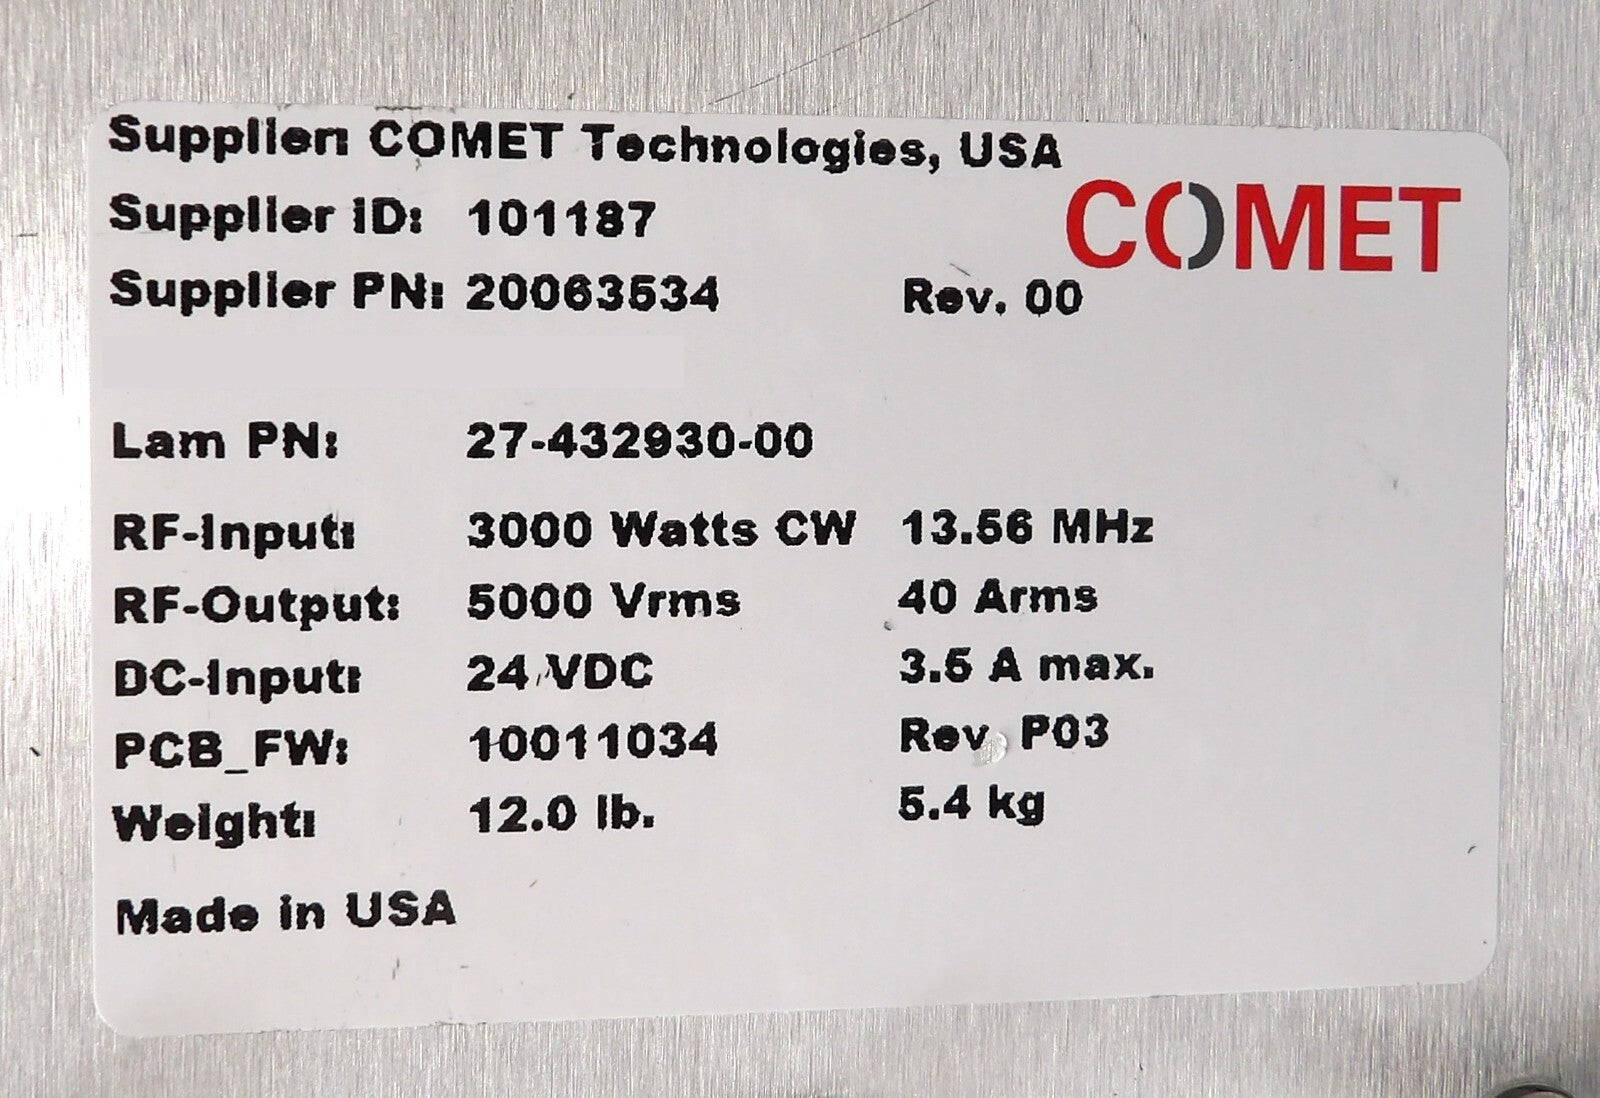 Supplier: COMET Technologies, USA
COMET
Supplier ID: 101187
Supplier PN: 20063534 Rev. 00
Lam PN: 27-432930-00
RF-Input: 3000 Watts CW 13.56 MHz
RF-Output: 5000 Vrms 40 Arms
DC-Input: 24 VDC 3.5 A max.
PCB_FW: 10011034 Rev. P03
Weight: 12.0 lb. 5.4 kg
Made in USA